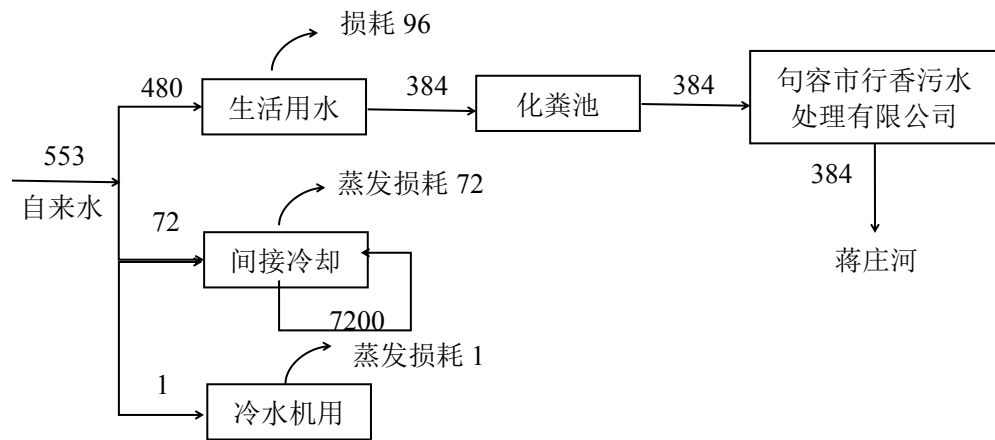 损耗 96
480
生活用水
384
化粪池
384
句容市行香污水
处理有限公司
553
自来水
384
蒸发损耗 72
72
间接冷却
蒋庄河
7200
蒸发损耗 1
1
冷水机用